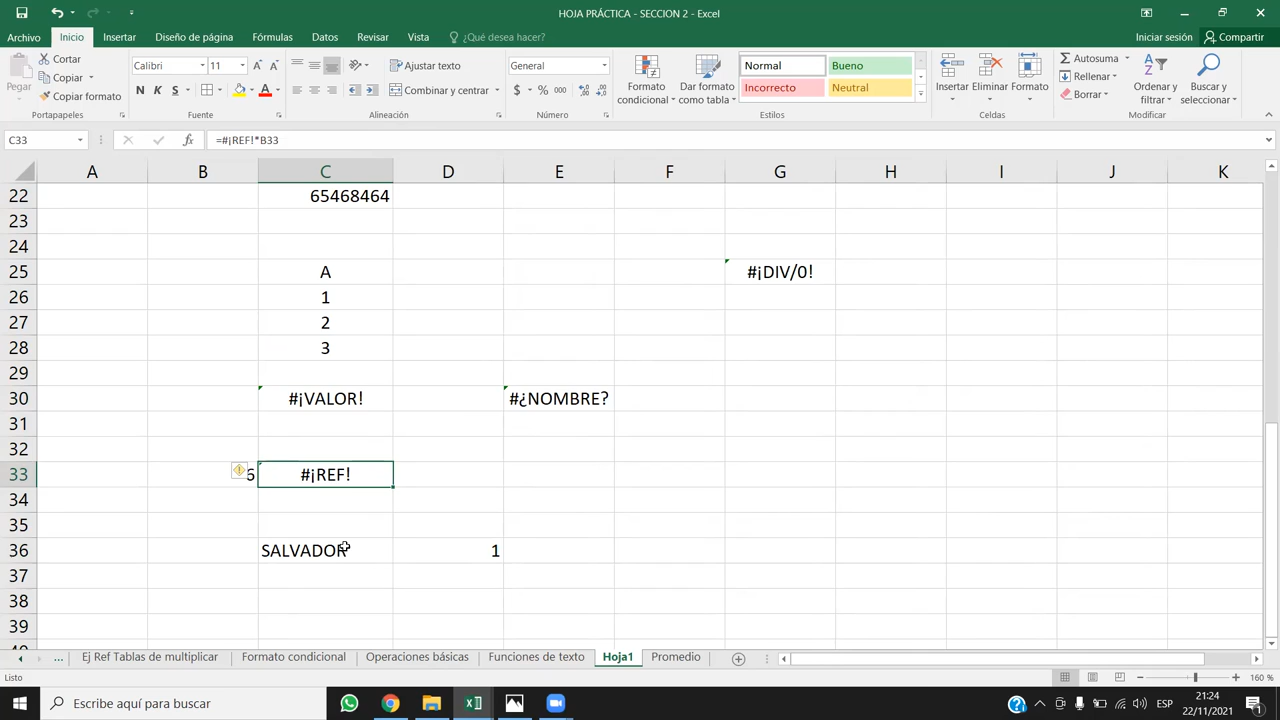 HOJA PRÁCTICA - SECCION 2 - Excel
Archivo Inicio Insertar Diseño de página Fórmulas Datos Revisar Vista ¿Qué desea hacer? Iniciar sesión Compartir
Pegar
Cortar
Copiar
Copiar formato
Portapapeles
Calibri 11
N K S
Fuente
Ajustar texto
Combinar y centrar
Alineación
General
$ % 000
Número
Formato condicional
Dar formato como tabla
Normal Bueno
Incorrecto Neutral
Estilos
Insertar Eliminar Formato
Celdas
Autosuma
Rellenar
Borrar
Ordenar y filtrar
Buscar y seleccionar
Modificar
C33 fx =#¡REF!*B33
A B C D E F G H I J K
22 65468464
23
24
25 A #¡DIV/0!
26 1
27 2
28 3
29
30 #¡VALOR! #¿NOMBRE?
31
32
33 6 #¡REF!
34
35
36 SALVADOR 1
37
38
39
... Ej Ref Tablas de multiplicar Formato condicional Operaciones básicas Funciones de texto Hoja1 Promedio
Listo 160 %
Escribe aquí para buscar ESP 21:24
22/11/2021